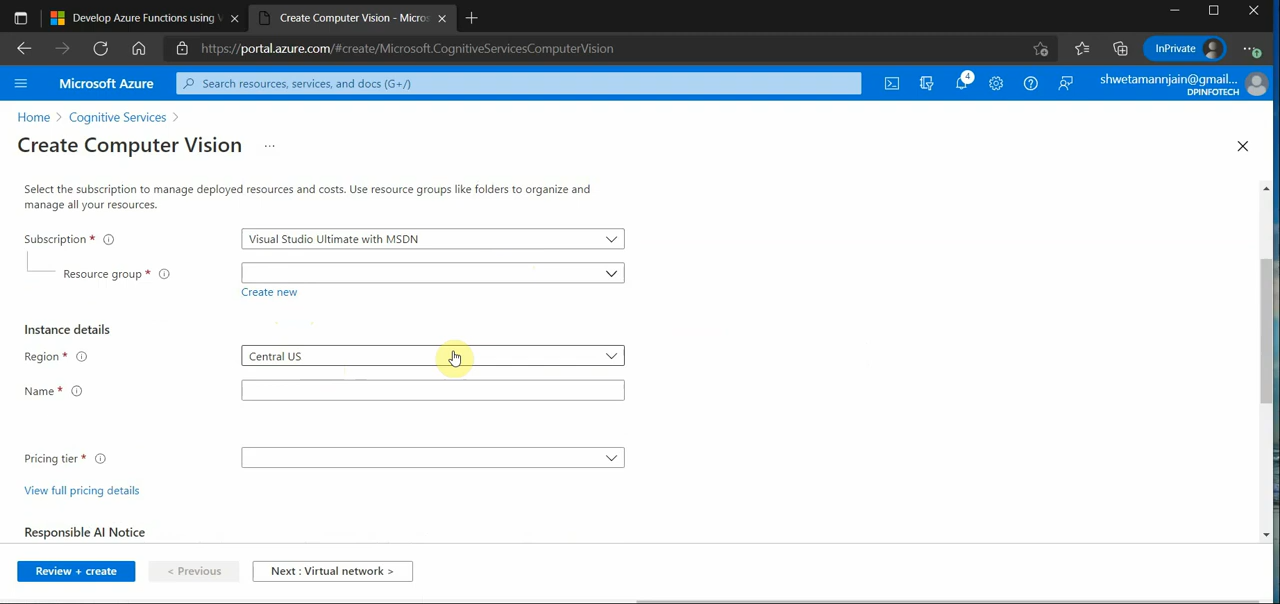 Develop Azure Functions using V
Create Computer Vision - Micros
https://portal.azure.com/#create/Microsoft.CognitiveServicesComputerVision
InPrivate
Microsoft Azure
Search resources, services, and docs (G+/)
4
shwetamannjain@gmail...
DPINFOTECH
Home > Cognitive Services >
Create Computer Vision ...
Select the subscription to manage deployed resources and costs. Use resource groups like folders to organize and
manage all your resources.
Subscription *
Visual Studio Ultimate with MSDN
Resource group *
Create new
Instance details
Region *
Central US
Name *
Pricing tier *
View full pricing details
Responsible AI Notice
Review + create
< Previous
Next : Virtual network >